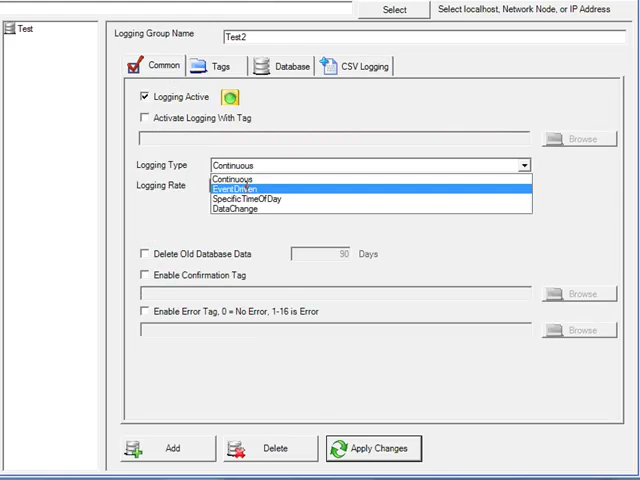 Select Select localhost, Network Node, or IP Address
Test
Logging Group Name Test2
Common Tags Database CSV Logging
Logging Active
Activate Logging With Tag
Browse
Logging Type Continuous
Continuous
Logging Rate EventDriven
SpecificTimeOfDay
DataChange
Delete Old Database Data 90 Days
Enable Confirmation Tag
Browse
Enable Error Tag, 0 = No Error, 1-16 is Error
Browse
Add Delete Apply Changes